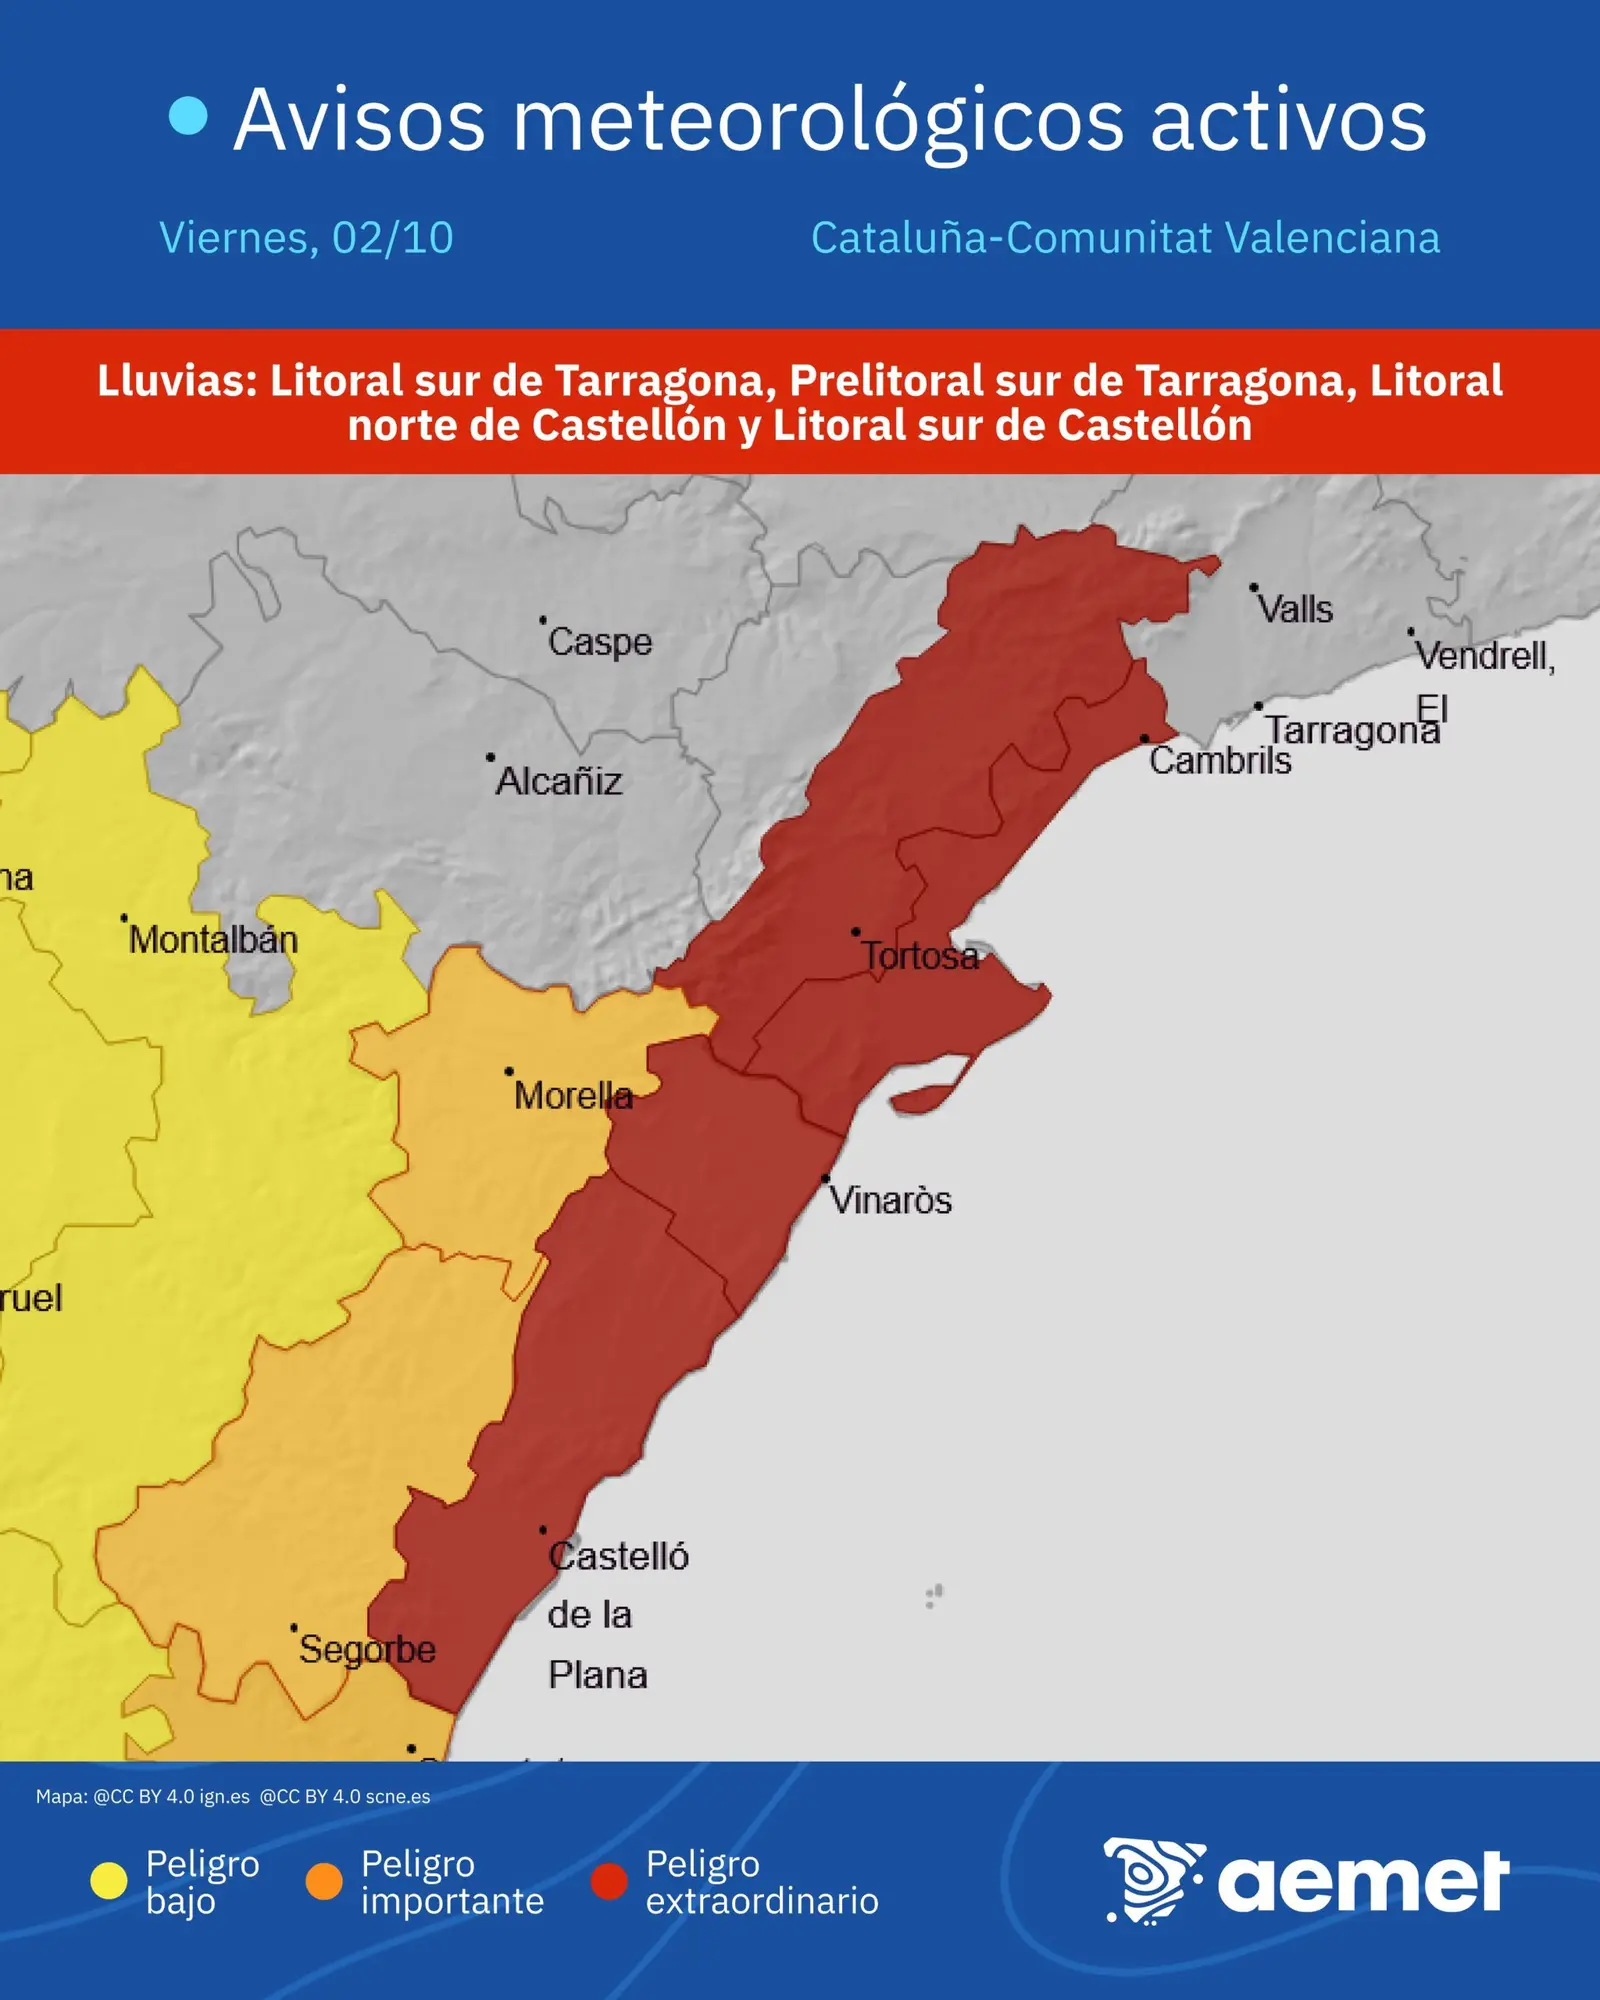 Avisos meteorológicos activos
Viernes, 02/10
Cataluña-Comunitat Valenciana
Lluvias: Litoral sur de Tarragona, Prelitoral sur de Tarragona, Litoral
norte de Castellón y Litoral sur de Castellón
Caspe
Valls
Vendrell,
El
Tarragona
Cambrils
Alcañiz
na
Montalbán
Tortosa
Morella
Vinaròs
ruel
Castelló
de la
Plana
Segorbe
Mapa: @CC BY 4.0 ign.es @CC BY 4.0 scne.es
Peligro
bajo
Peligro
importante
Peligro
extraordinario
aemet